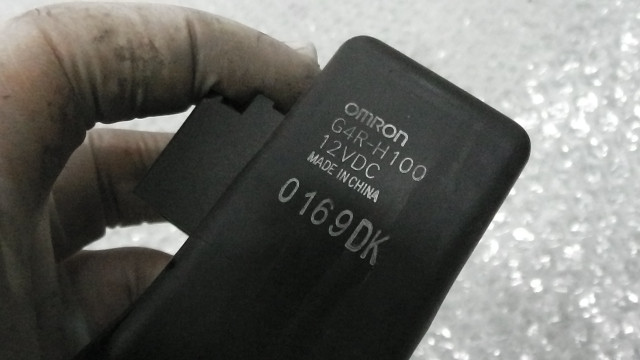 OMRON
G4R-H100
12VDC
MADE IN CHINA
0169DK